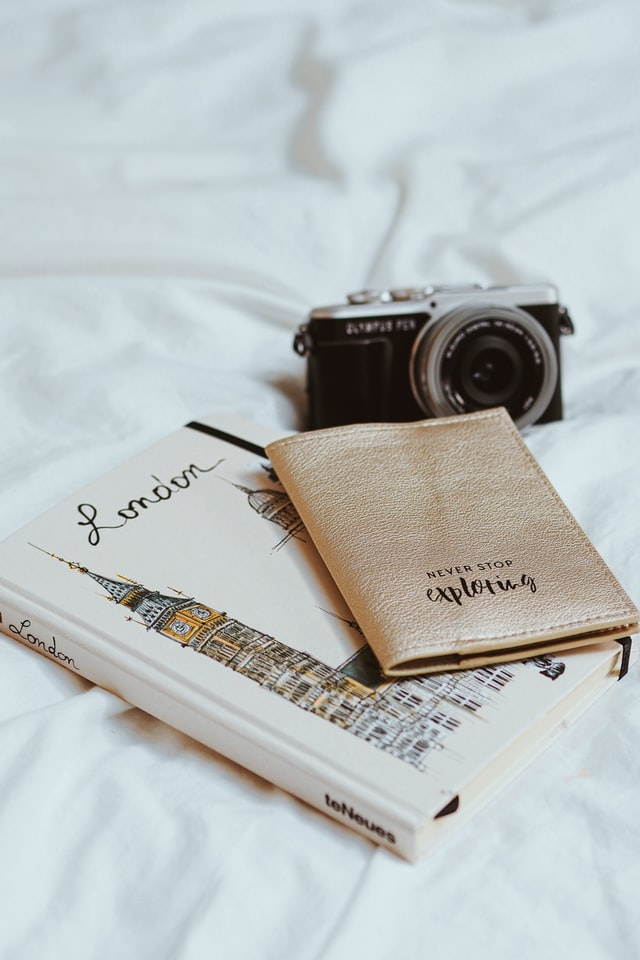 OLYMPUS PEN
London
NEVER STOP
exploring
London
teNeues